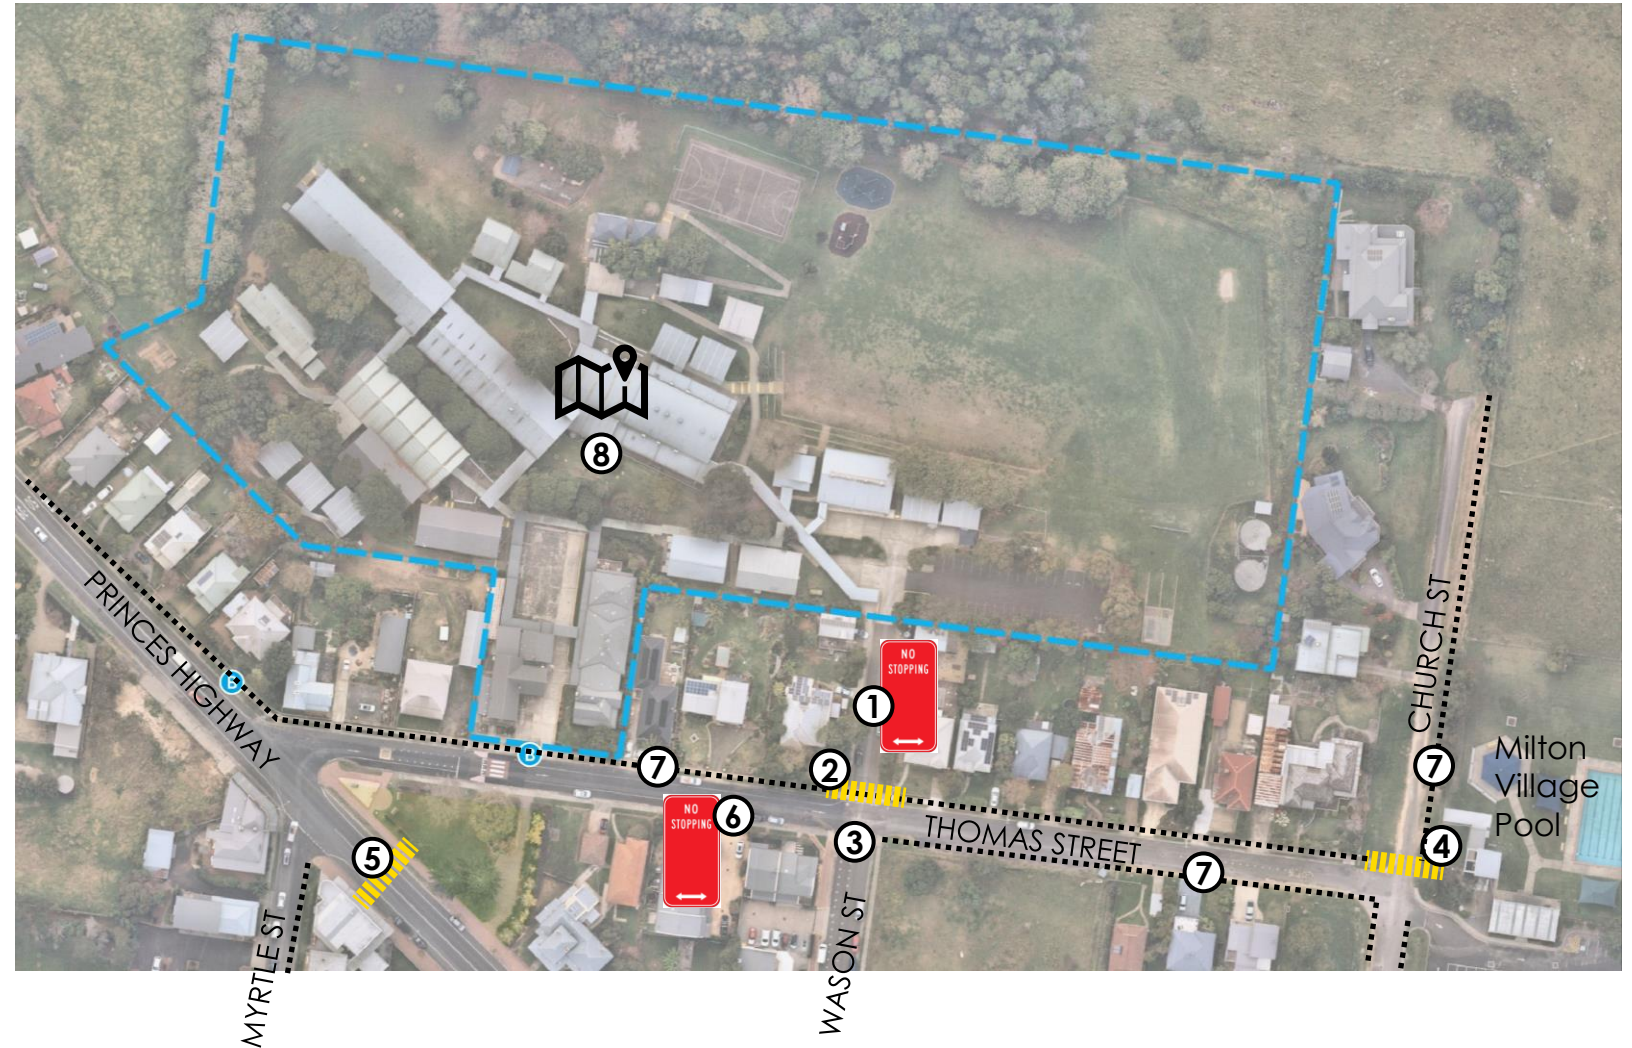 8
PRINCES HIGHWAY
B
B
CHURCH ST
NO
STOPPING
1
2
7
7
Milton
Village
Pool
NO
STOPPING
6
3
THOMAS STREET
4
5
7
MYRTLE ST
WASON ST